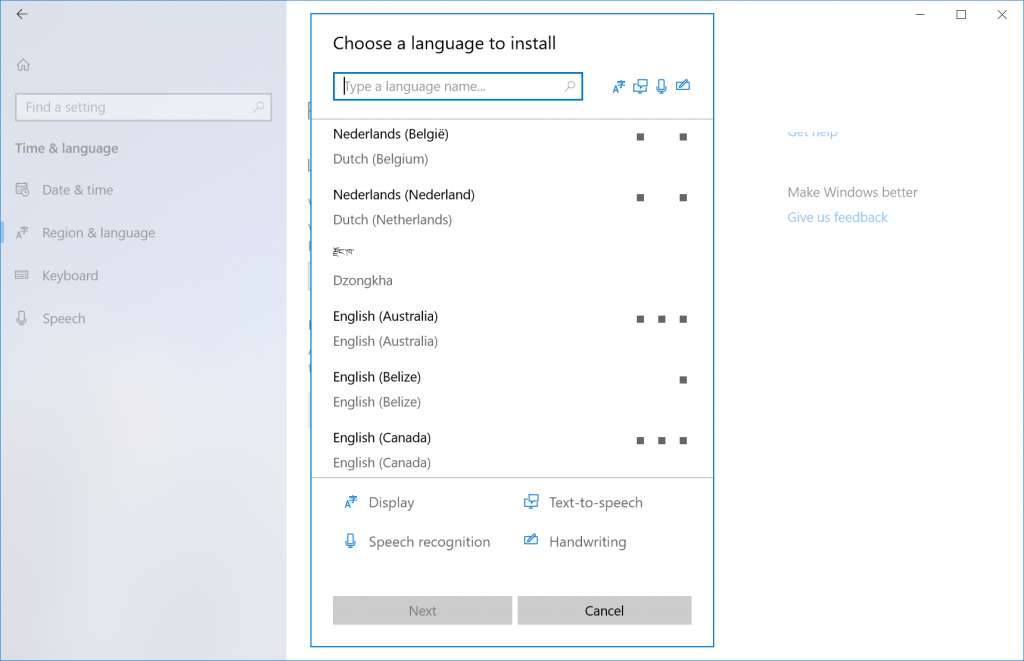 Choose a language to install
Type a language name...
Find a setting
Time & language
Date & time
Region & language
Keyboard
Speech
Nederlands (België)
Dutch (Belgium)
Nederlands (Nederland)
Dutch (Netherlands)
རྫོང་ཁ
Dzongkha
English (Australia)
English (Australia)
English (Belize)
English (Belize)
English (Canada)
English (Canada)
Display
Text-to-speech
Speech recognition
Handwriting
Next
Cancel
Get help
Make Windows better
Give us feedback